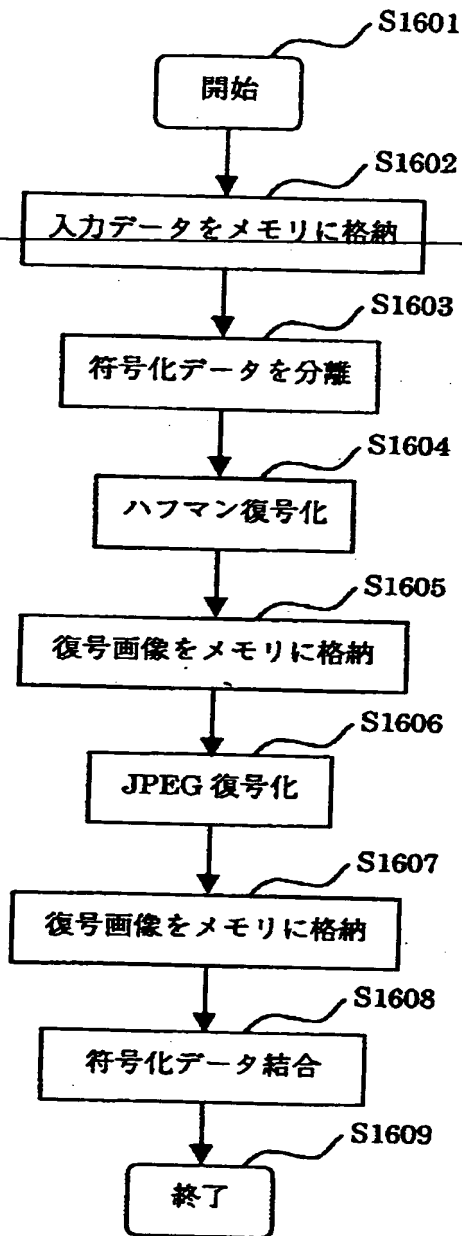 S1601
開始
S1602
入力データをメモリに格納
S1603
符号化データを分離
S1604
ハフマン復号化
S1605
復号画像をメモリに格納
S1606
JPEG 復号化
S1607
復号画像をメモリに格納
S1608
符号化データ結合
S1609
終了